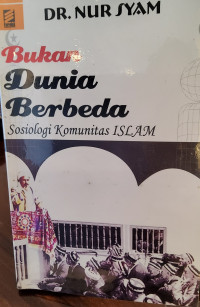 DR. NUR SYAM
Bukan
Dunia
Berbeda
Sosiologi Komunitas ISLAM